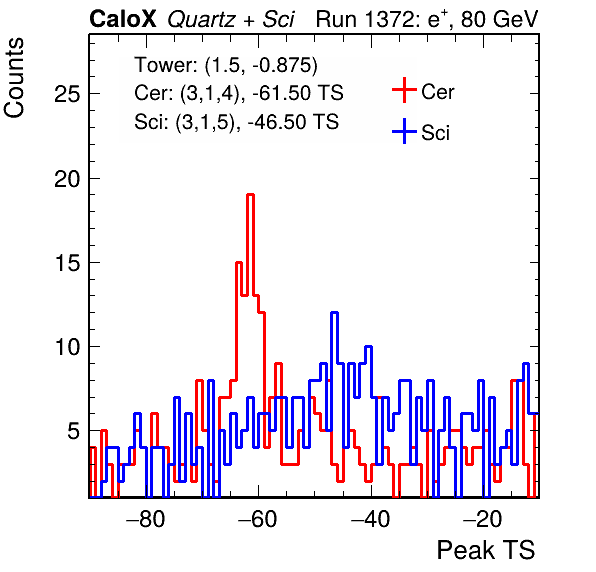 CaloX Quartz + Sci Run 1372: e⁺, 80 GeV
Counts
Tower: (1.5, -0.875)
Cer: (3,1,4), -61.50 TS
Sci: (3,1,5), -46.50 TS
Cer
Sci
25
20
15
10
5
−80 −60 −40 −20
Peak TS